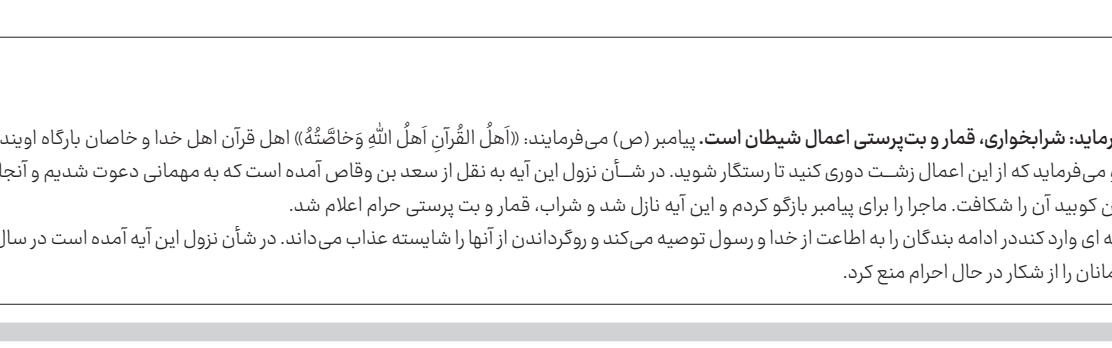 رماید: شرابخواری، قمار و بت‌پرستی اعمال شیطان است. پیامبر (ص) می‌فرمایند: «اَهلُ القُرآنِ اَهلُ اللّٰهِ وَخاصَّتُهُ» اهل قرآن اهل خدا و خاصان بارگاه اویند
و می‌فرماید که از این اعمال زشت دوری کنید تا رستگار شوید. در شأن نزول این آیه به نقل از سعد بن وقاص آمده است که به مهمانی دعوت شدیم و آنجا
ن کوبید آن را شکافت. ماجرا را برای پیامبر بازگو کردم و این آیه نازل شد و شراب، قمار و بت پرستی حرام اعلام شد.
ه ای وارد کنددر ادامه بندگان را به اطاعت از خدا و رسول توصیه می‌کند و روگرداندن از آنها را شایسته عذاب می‌داند. در شأن نزول این آیه آمده است در سال
مانان را از شکار در حال احرام منع کرد.